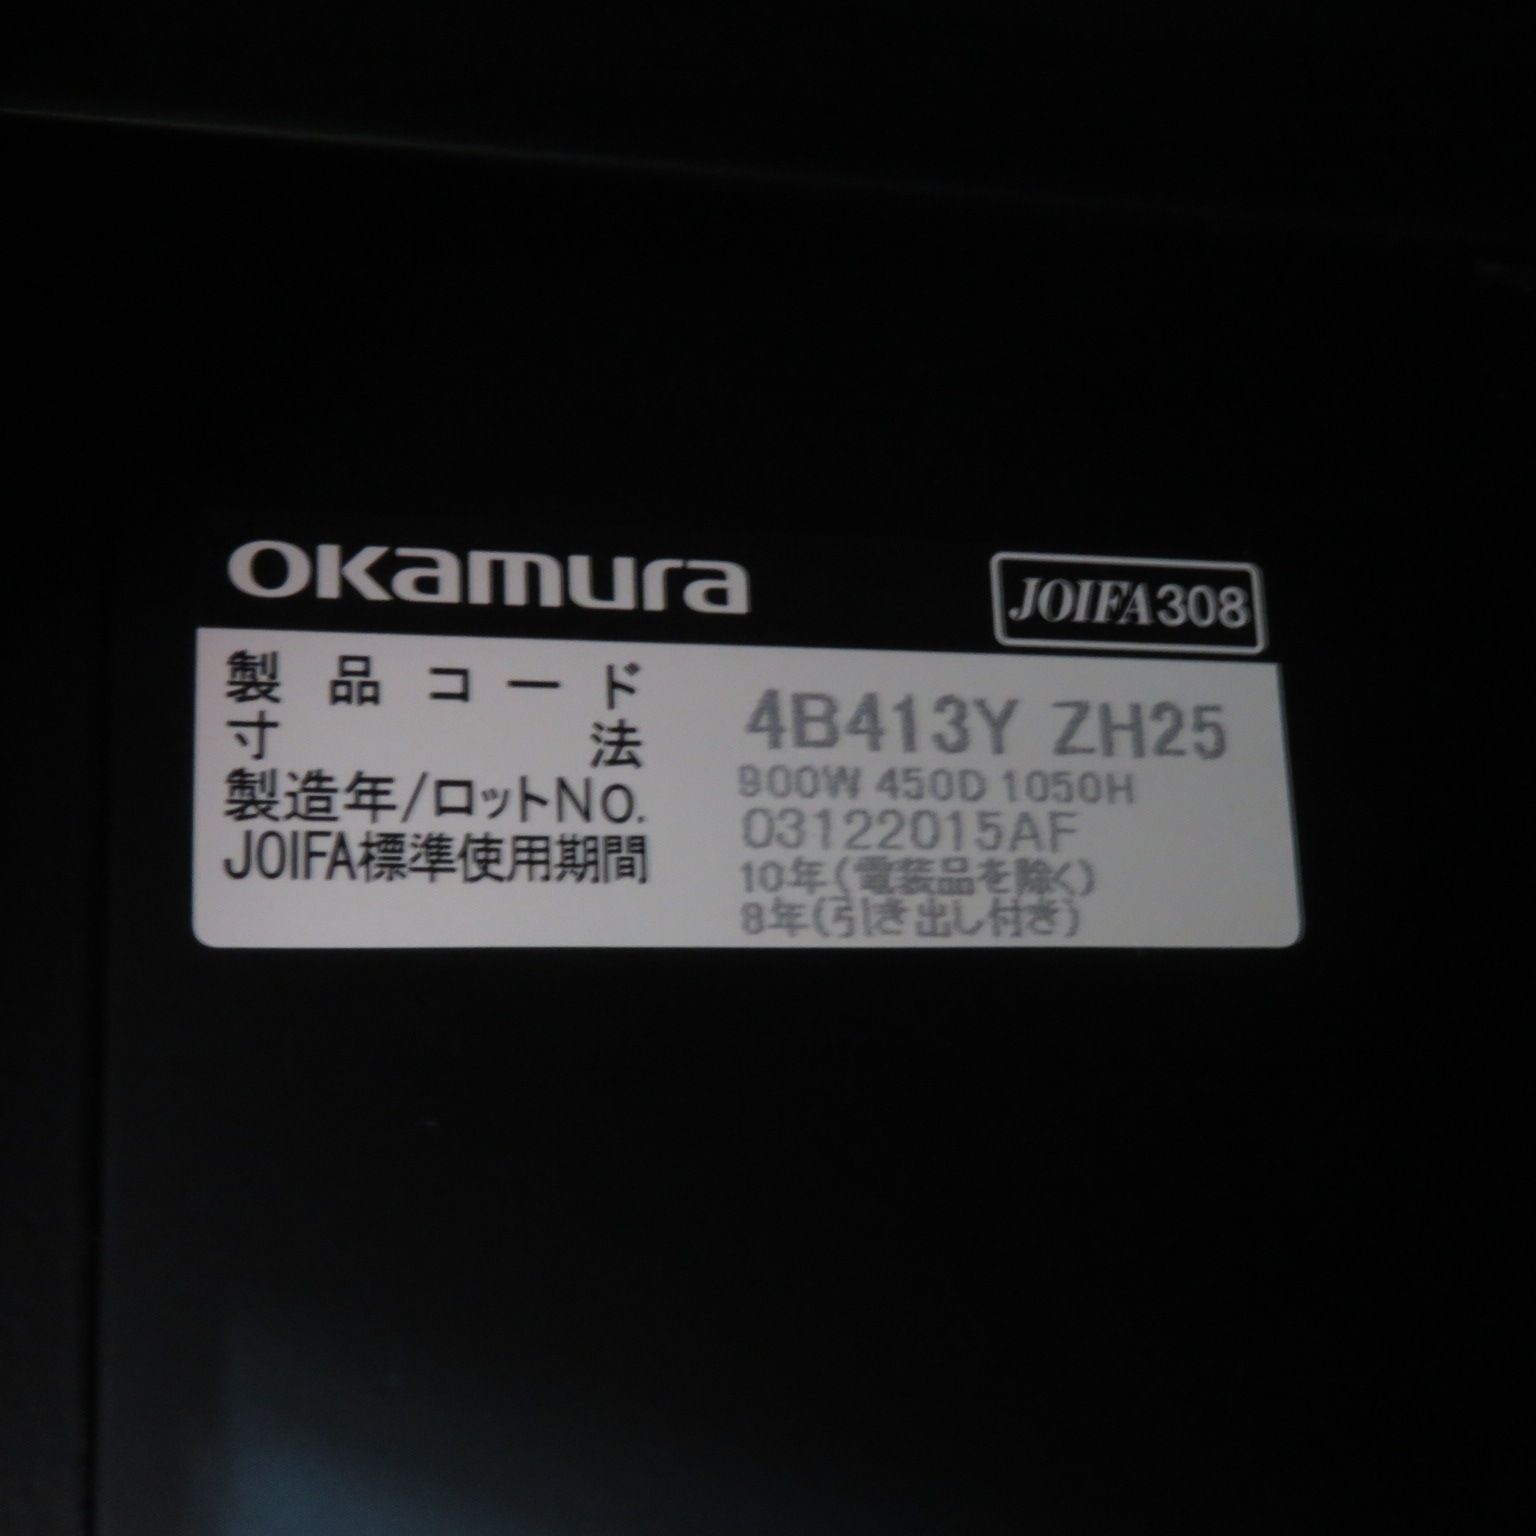 OKamura
JOIFA308
製品コード 4B413Y ZH25
寸法 900W 450D 1050H
製造年/ロットNo. 03122015AF
JOIFA標準使用期間 10年(電装品を除く)
8年(引き出し付き)